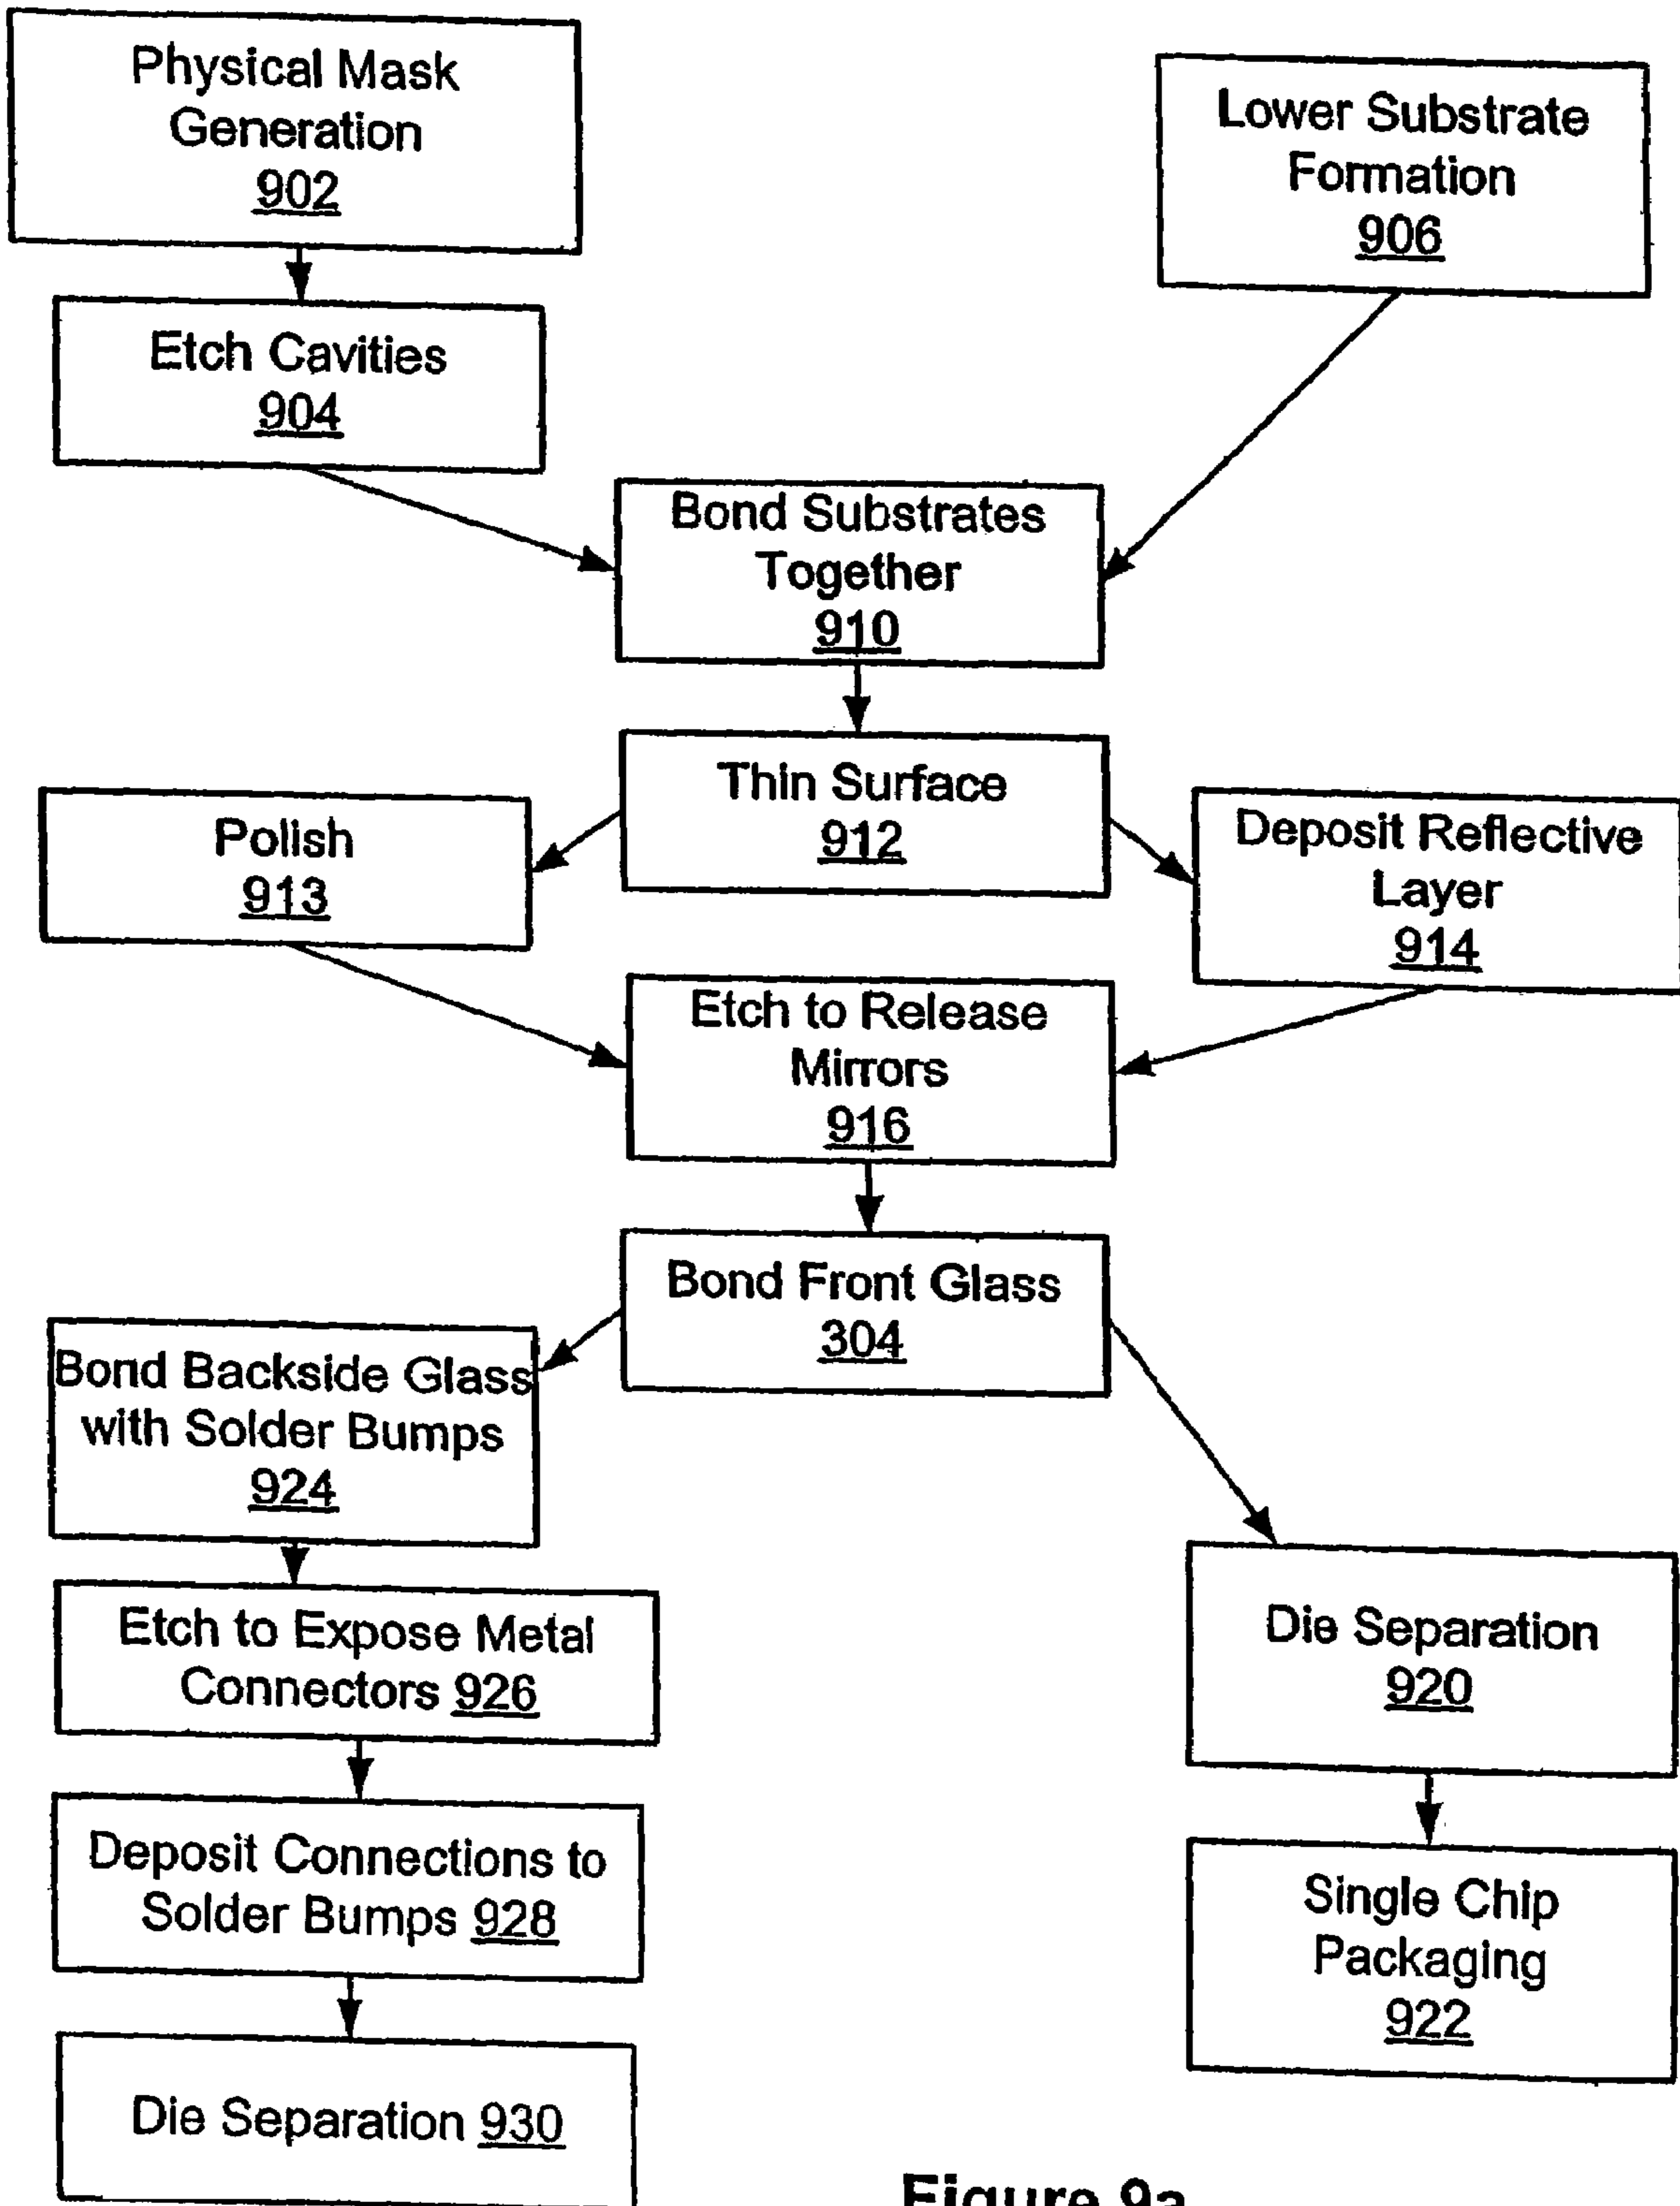 Physical Mask
Generation
902
Lower Substrate
Formation
906
Etch Cavities
904
Bond Substrates
Together
910
Thin Surface
912
Polish
913
Deposit Reflective
Layer
914
Etch to Release
Mirrors
916
Bond Front Glass
304
Bond Backside Glass
with Solder Bumps
924
Etch to Expose Metal
Connectors 926
Die Separation
920
Deposit Connections to
Solder Bumps 928
Single Chip
Packaging
922
Die Separation 930
Figure 9a